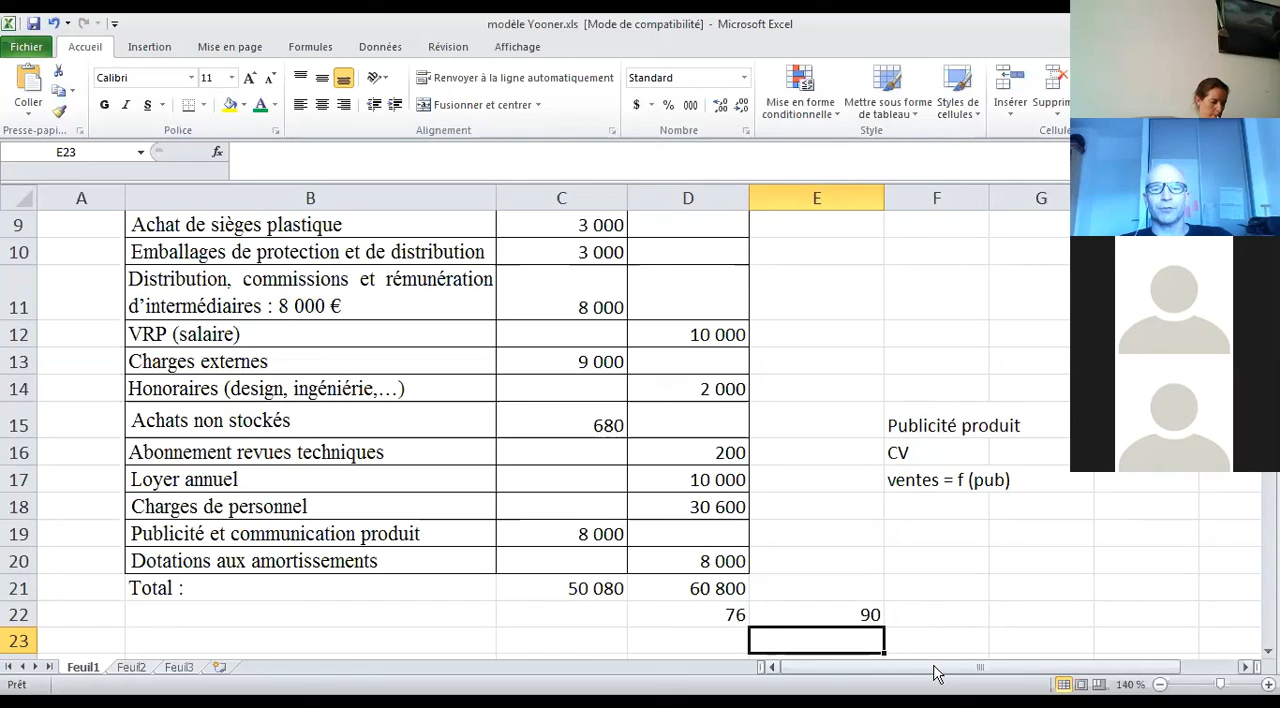 modèle Yooner.xls [Mode de compatibilité] - Microsoft Excel
Fichier Accueil Insertion Mise en page Formules Données Révision Affichage
Coller
Presse-papi...
Calibri 11
G I S
Police
Renvoyer à la ligne automatiquement
Fusionner et centrer
Alignement
Standard
$ % 000
Nombre
Mise en forme conditionnelle
Mettre sous forme de tableau
Styles de cellules
Style
Insérer
Supprim
Cellule
E23 fx
A B C D E F G
9 Achat de sièges plastique 3 000
10 Emballages de protection et de distribution 3 000
Distribution, commissions et rémunération
11 d’intermédiaires : 8 000 € 8 000
12 VRP (salaire) 10 000
13 Charges externes 9 000
14 Honoraires (design, ingéniérie,…) 2 000
15 Achats non stockés 680 Publicité produit
16 Abonnement revues techniques 200 CV
17 Loyer annuel 10 000 ventes = f (pub)
18 Charges de personnel 30 600
19 Publicité et communication produit 8 000
20 Dotations aux amortissements 8 000
21 Total : 50 080 60 800
22 76 90
23
Feuil1 Feuil2 Feuil3
Prêt 140 %